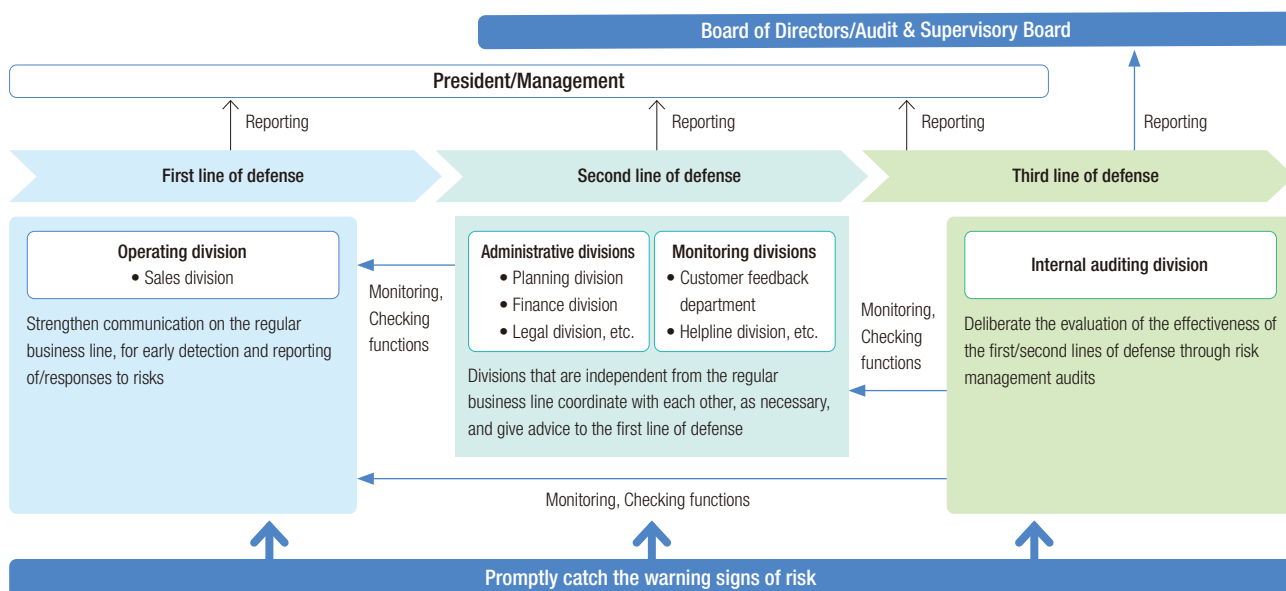 Board of Directors/Audit & Supervisory Board
President/Management
Reporting
Reporting
Reporting
Reporting
First line of defense
Second line of defense
Third line of defense
Operating division
• Sales division
Strengthen communication on the regular
business line, for early detection and reporting
of/responses to risks
Monitoring,
Checking
functions
Administrative divisions
• Planning division
• Finance division
• Legal division, etc.
Monitoring divisions
• Customer feedback
department
• Helpline division, etc.
Divisions that are independent from the regular
business line coordinate with each other, as necessary,
and give advice to the first line of defense
Monitoring,
Checking
functions
Internal auditing division
Deliberate the evaluation of the effectiveness of
the first/second lines of defense through risk
management audits
Monitoring, Checking functions
Promptly catch the warning signs of risk